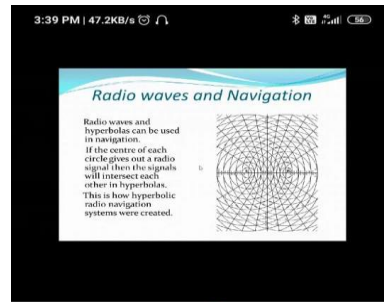 3:39 PM | 47.2KB/s
4G
56
Radio waves and Navigation
Radio waves and
hyperbolas can be used
in navigation.
If the centre of each
circle gives out a radio
signal then the signals
will intersect each
other in hyperbolas.
This is how hyperbolic
radio navigation
systems were created.